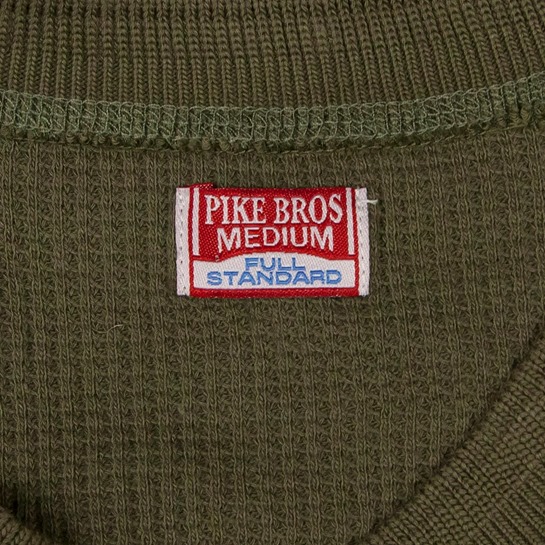 PIKE BROS
MEDIUM
FULL
STANDARD